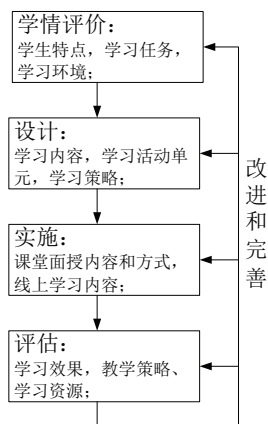 学情评价：
学生特点，学习任务，
学习环境；
设计：
学习内容，学习活动单
元，学习策略；
实施：
课堂面授内容和方式，
线上学习内容；
评估：
学习效果，教学策略、
学习资源；
改进和完善